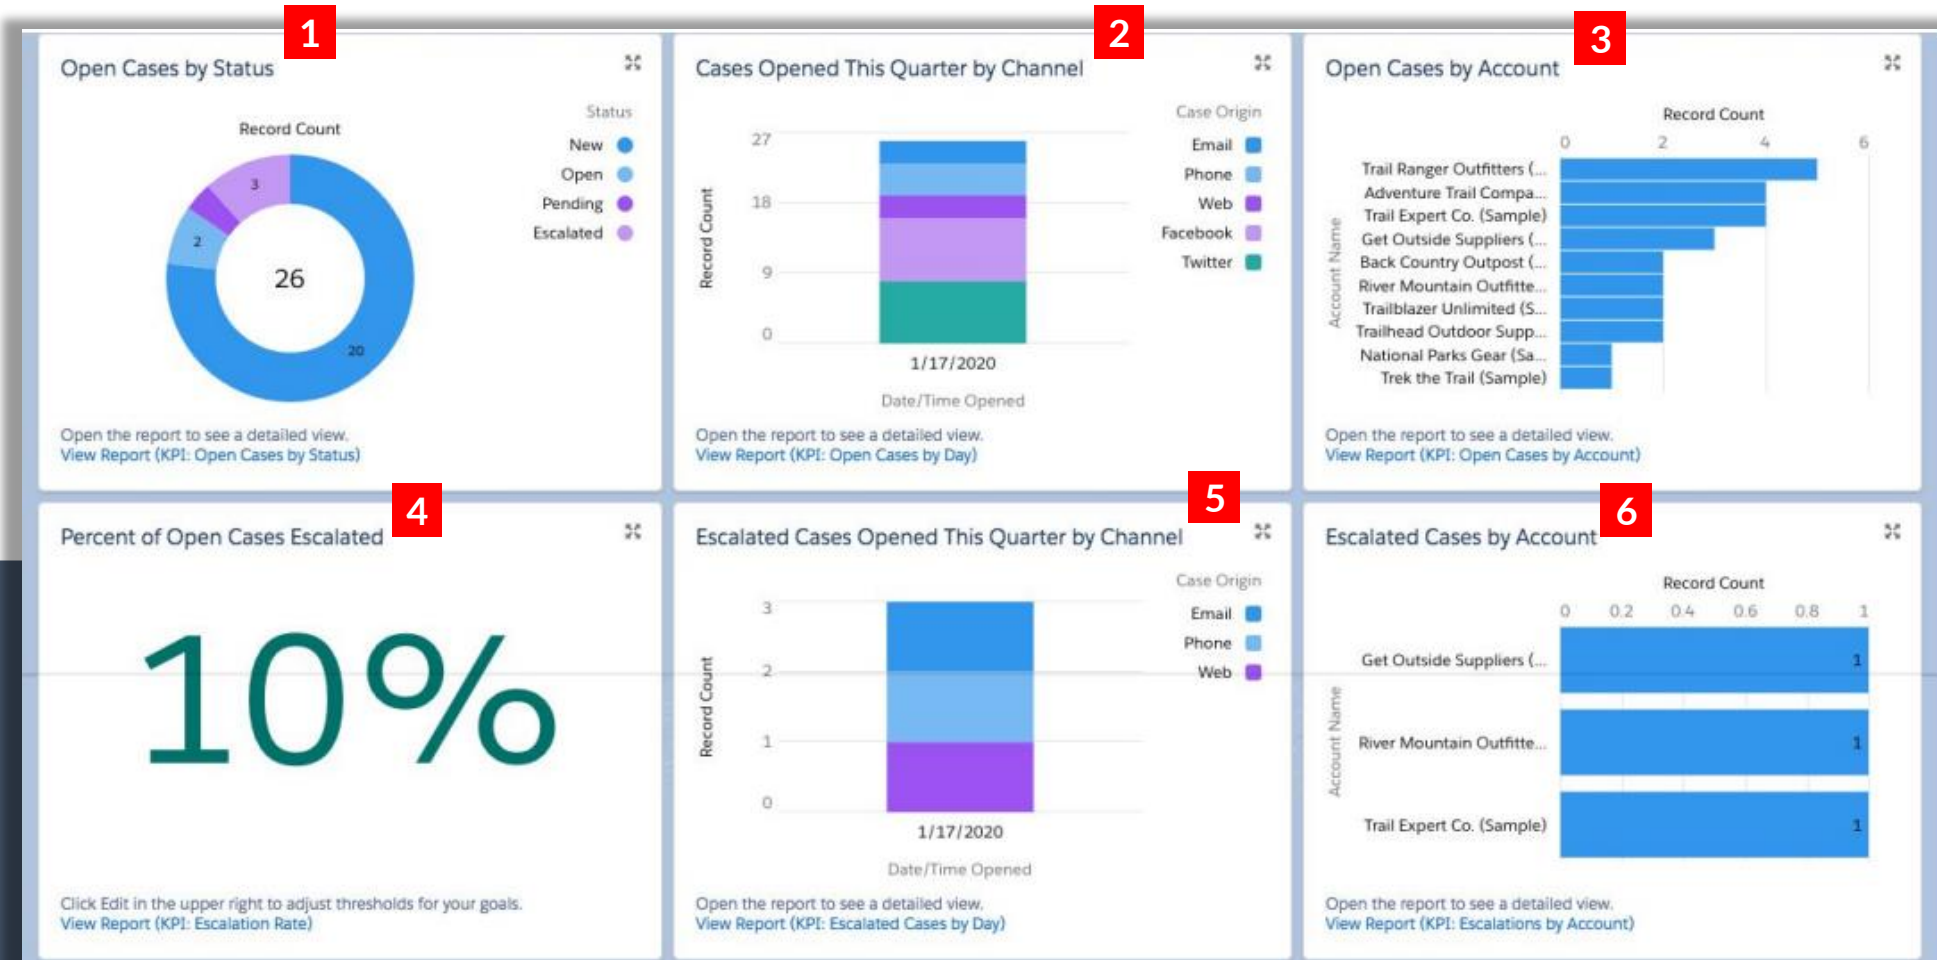 1
Open Cases by Status
Record Count
Status
New
Open
Pending
Escalated
3
2
26
20
Open the report to see a detailed view.
View Report (KPI: Open Cases by Status)
2
Cases Opened This Quarter by Channel
Case Origin
Email
Phone
Web
Facebook
Twitter
Record Count
27
18
9
0
1/17/2020
Date/Time Opened
Open the report to see a detailed view.
View Report (KPI: Open Cases by Day)
3
Open Cases by Account
Record Count
0 2 4 6
Account Name
Trail Ranger Outfitters (...
Adventure Trail Compa...
Trail Expert Co. (Sample)
Get Outside Suppliers (...
Back Country Outpost (...
River Mountain Outfitte...
Trailblazer Unlimited (S...
Trailhead Outdoor Supp...
National Parks Gear (Sa...
Trek the Trail (Sample)
Open the report to see a detailed view.
View Report (KPI: Open Cases by Account)
4
Percent of Open Cases Escalated
10%
Click Edit in the upper right to adjust thresholds for your goals.
View Report (KPI: Escalation Rate)
5
Escalated Cases Opened This Quarter by Channel
Case Origin
Email
Phone
Web
Record Count
3
2
1
0
1/17/2020
Date/Time Opened
Open the report to see a detailed view.
View Report (KPI: Escalated Cases by Day)
6
Escalated Cases by Account
Record Count
0 0.2 0.4 0.6 0.8 1
Account Name
Get Outside Suppliers (...
1
River Mountain Outfitte...
1
Trail Expert Co. (Sample)
1
Open the report to see a detailed view.
View Report (KPI: Escalations by Account)